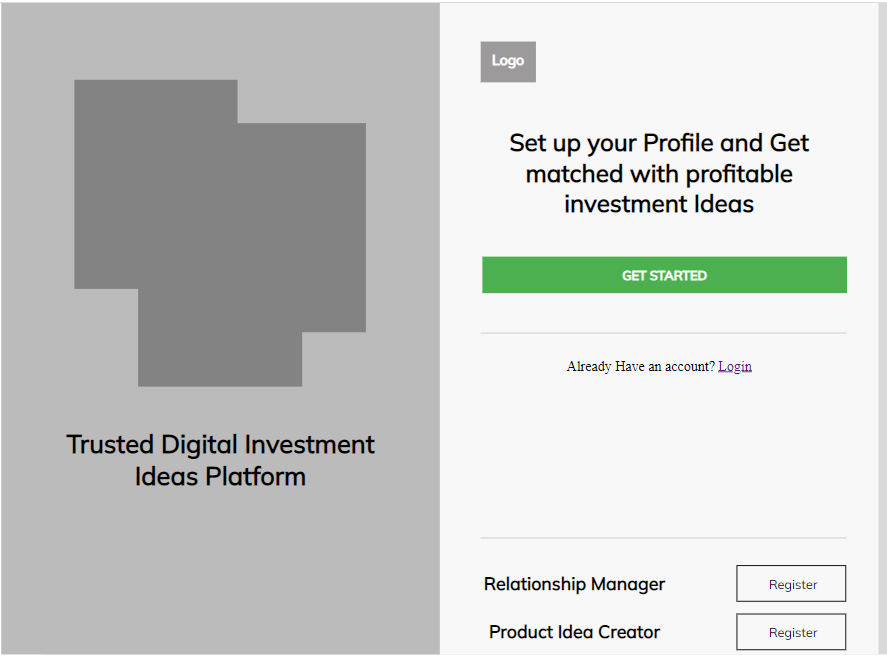 Logo
Set up your Profile and Get
matched with profitable
investment Ideas
GET STARTED
Already Have an account? Login
Trusted Digital Investment
Ideas Platform
Relationship Manager
Register
Product Idea Creator
Register